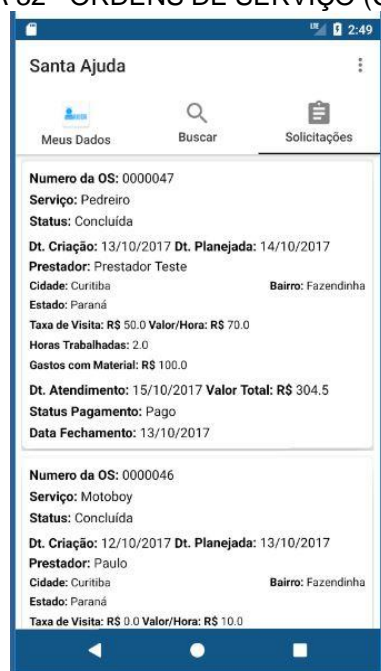 A 32 - ORDENS DE SERVIÇO (
LTE 2:49
Santa Ajuda
Meus Dados Buscar Solicitações
Numero da OS: 0000047
Serviço: Pedreiro
Status: Concluída
Dt. Criação: 13/10/2017 Dt. Planejada: 14/10/2017
Prestador: Prestador Teste
Cidade: Curitiba Bairro: Fazendinha
Estado: Paraná
Taxa de Visita: R$ 50.0 Valor/Hora: R$ 70.0
Horas Trabalhadas: 2.0
Gastos com Material: R$ 100.0
Dt. Atendimento: 15/10/2017 Valor Total: R$ 304.5
Status Pagamento: Pago
Data Fechamento: 13/10/2017
Numero da OS: 0000046
Serviço: Motoboy
Status: Concluída
Dt. Criação: 12/10/2017 Dt. Planejada: 13/10/2017
Prestador: Paulo
Cidade: Curitiba Bairro: Fazendinha
Estado: Paraná
Taxa de Visita: R$ 0.0 Valor/Hora: R$ 10.0